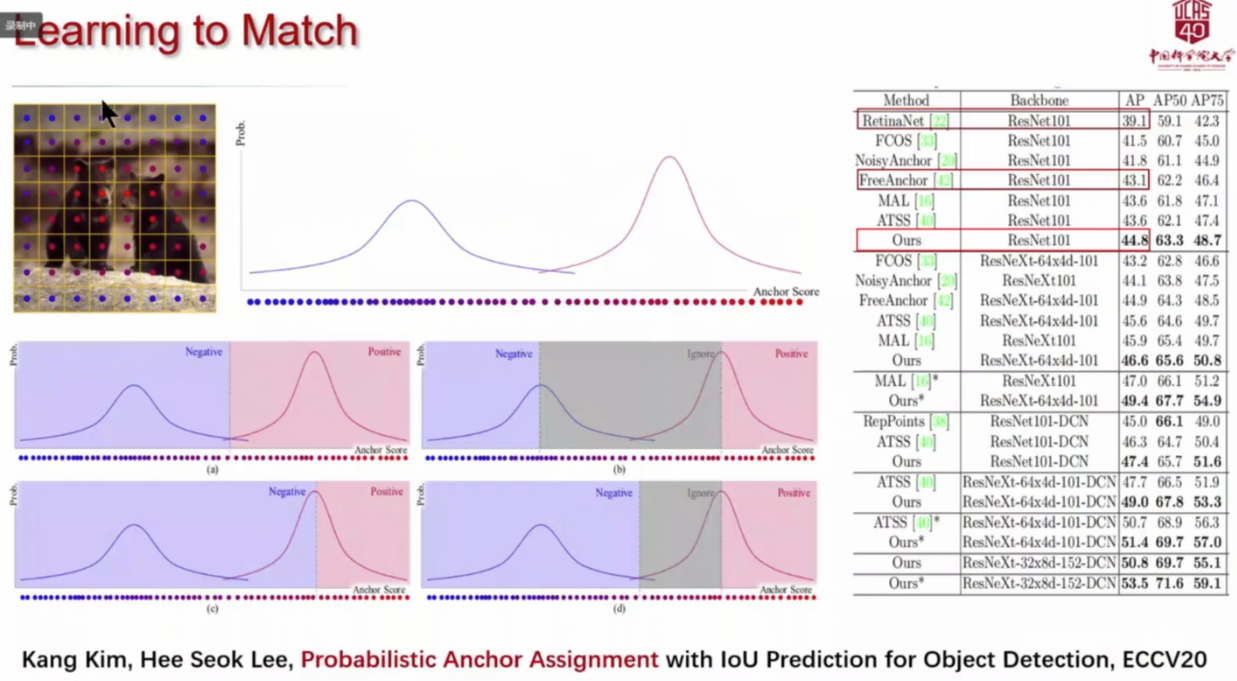 录制中
Learning to Match
UCAS
40
中国科学院大学
Prob.
Anchor Score
Prob.
Negative
Positive
Anchor Score
(a)
Prob.
Negative
Ignore
Positive
Anchor Score
(b)
Prob.
Negative
Positive
Anchor Score
(c)
Prob.
Negative
Ignore
Positive
Anchor Score
(d)
Method Backbone AP AP50 AP75
RetinaNet [22] ResNet101 39.1 59.1 42.3
FCOS [33] ResNet101 41.5 60.7 45.0
NoisyAnchor [20] ResNet101 41.8 61.1 44.9
FreeAnchor [42] ResNet101 43.1 62.2 46.4
MAL [16] ResNet101 43.6 61.8 47.1
ATSS [40] ResNet101 43.6 62.1 47.4
Ours ResNet101 44.8 63.3 48.7
FCOS [33] ResNeXt-64x4d-101 43.2 62.8 46.6
NoisyAnchor [20] ResNeXt101 44.1 63.8 47.5
FreeAnchor [42] ResNeXt-64x4d-101 44.9 64.3 48.5
ATSS [40] ResNeXt-64x4d-101 45.6 64.6 49.7
MAL [16] ResNeXt101 45.9 65.4 49.7
Ours ResNeXt-64x4d-101 46.6 65.6 50.8
MAL [16]* ResNeXt101 47.0 66.1 51.2
Ours* ResNeXt-64x4d-101 49.4 67.7 54.9
RepPoints [38] ResNet101-DCN 45.0 66.1 49.0
ATSS [40] ResNet101-DCN 46.3 64.7 50.4
Ours ResNet101-DCN 47.4 65.7 51.6
ATSS [40] ResNeXt-64x4d-101-DCN 47.7 66.5 51.9
Ours ResNeXt-64x4d-101-DCN 49.0 67.8 53.3
ATSS [40]* ResNeXt-64x4d-101-DCN 50.7 68.9 56.3
Ours* ResNeXt-64x4d-101-DCN 51.4 69.7 57.0
Ours ResNeXt-32x8d-152-DCN 50.8 69.7 55.1
Ours* ResNeXt-32x8d-152-DCN 53.5 71.6 59.1
Kang Kim, Hee Seok Lee, Probabilistic Anchor Assignment with IoU Prediction for Object Detection, ECCV20